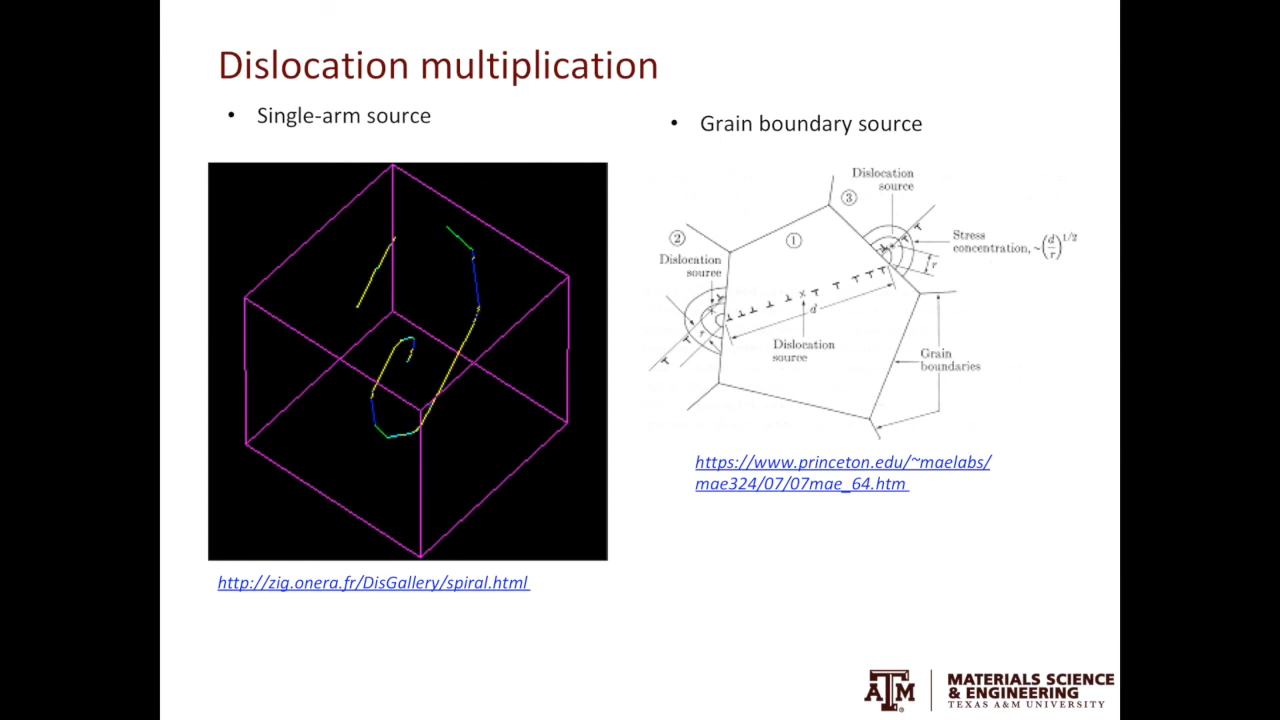 Dislocation multiplication
• Single-arm source
http://zig.onera.fr/DisGallery/spiral.html
• Grain boundary source
Dislocation
source
③
Stress
concentration, ~(d/r)^1/2
①
②
Dislocation
source
r
r
d
Dislocation
source
Grain
boundaries
https://www.princeton.edu/~maelabs/
mae324/07/07mae_64.htm
ATM
MATERIALS SCIENCE
& ENGINEERING
TEXAS A&M UNIVERSITY